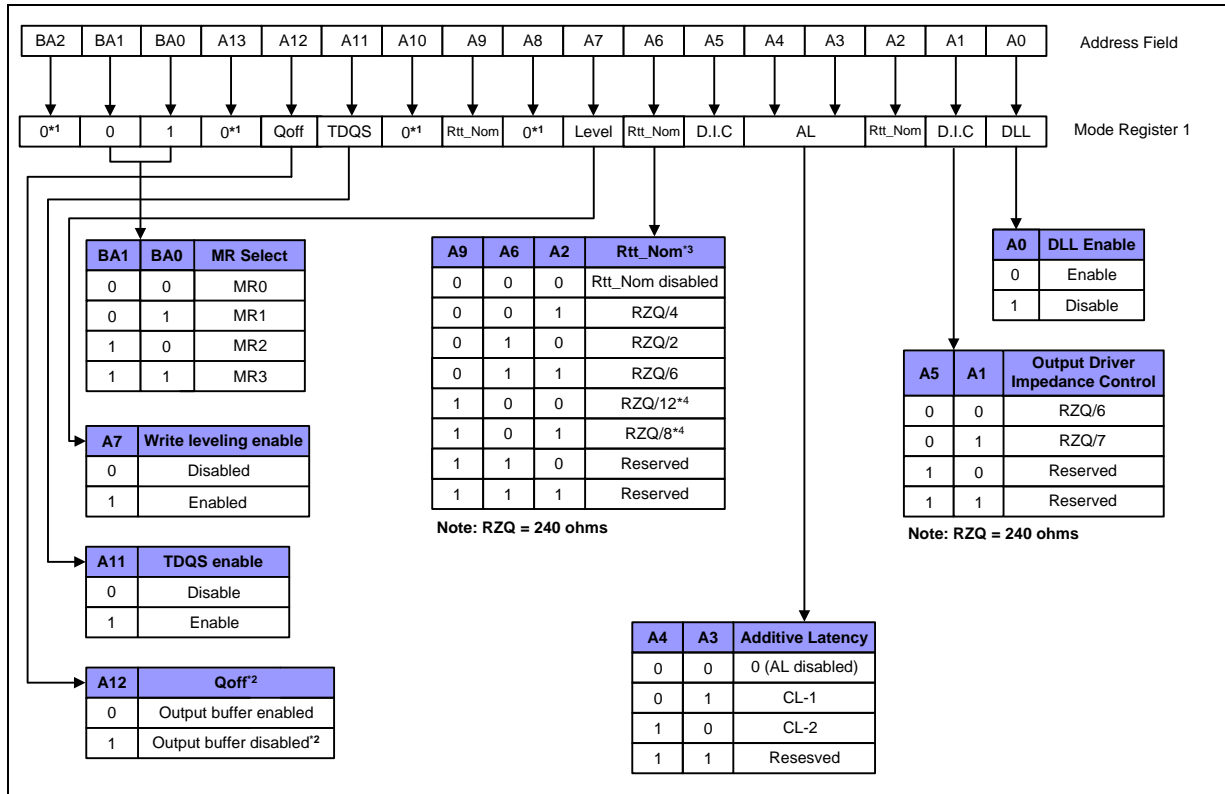 BA2 BA1 BA0 A13 A12 A11 A10 A9 A8 A7 A6 A5 A4 A3 A2 A1 A0 Address Field
0*1 0 1 0*1 Qoff TDQS 0*1 Rtt_Nom 0*1 Level Rtt_Nom D.I.C AL Rtt_Nom D.I.C DLL Mode Register 1
BA1 BA0 MR Select
0 0 MR0
0 1 MR1
1 0 MR2
1 1 MR3
A7 Write leveling enable
0 Disabled
1 Enabled
A11 TDQS enable
0 Disable
1 Enable
A12 Qoff*2
0 Output buffer enabled
1 Output buffer disabled*2
A9 A6 A2 Rtt_Nom*3
0 0 0 Rtt_Nom disabled
0 0 1 RZQ/4
0 1 0 RZQ/2
0 1 1 RZQ/6
1 0 0 RZQ/12*4
1 0 1 RZQ/8*4
1 1 0 Reserved
1 1 1 Reserved
Note: RZQ = 240 ohms
A4 A3 Additive Latency
0 0 0 (AL disabled)
0 1 CL-1
1 0 CL-2
1 1 Resesved
A0 DLL Enable
0 Enable
1 Disable
A5 A1 Output Driver
Impedance Control
0 0 RZQ/6
0 1 RZQ/7
1 0 Reserved
1 1 Reserved
Note: RZQ = 240 ohms